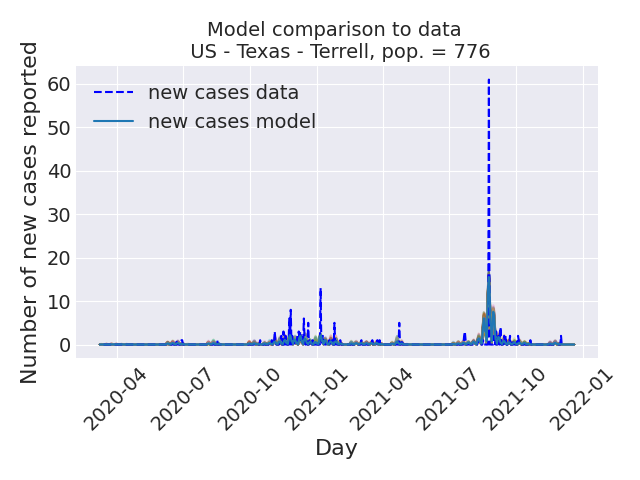 Model comparison to data
US - Texas - Terrell, pop. = 776
Number of new cases reported
60
50
40
30
20
10
0
new cases data
new cases model
2020-04
2020-07
2020-10
2021-01
2021-04
2021-07
2021-10
2022-01
Day